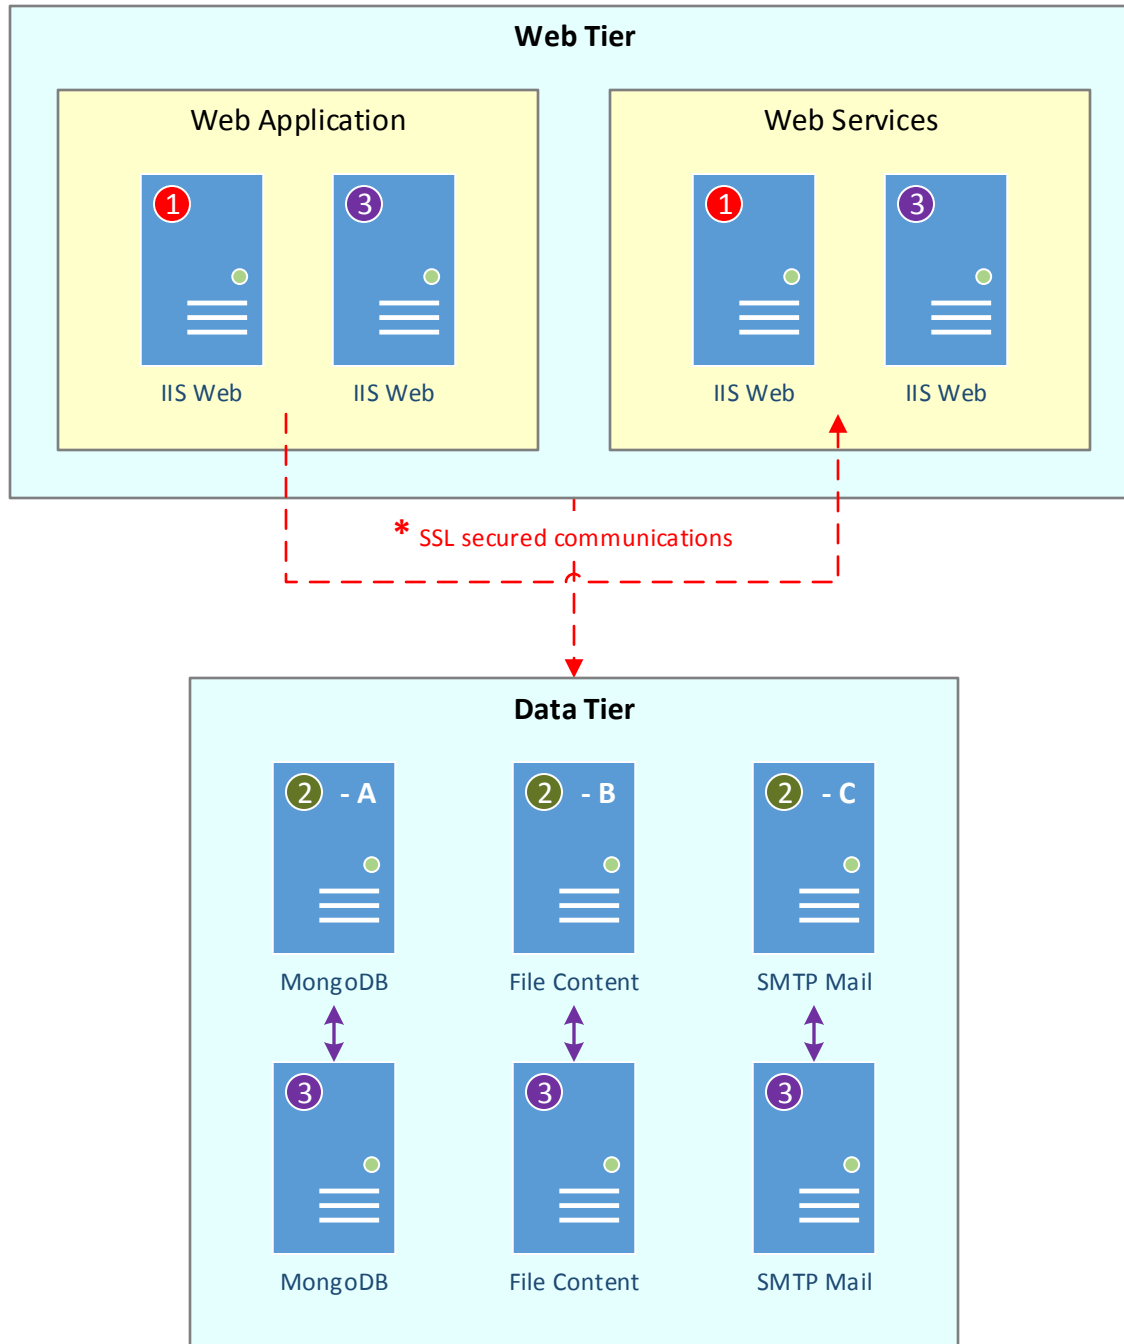 Web Tier
Web Application
Web Services
1
3
1
3
IIS Web
IIS Web
IIS Web
IIS Web
* SSL secured communications
Data Tier
2 - A
2 - B
2 - C
MongoDB
File Content
SMTP Mail
3
3
3
MongoDB
File Content
SMTP Mail